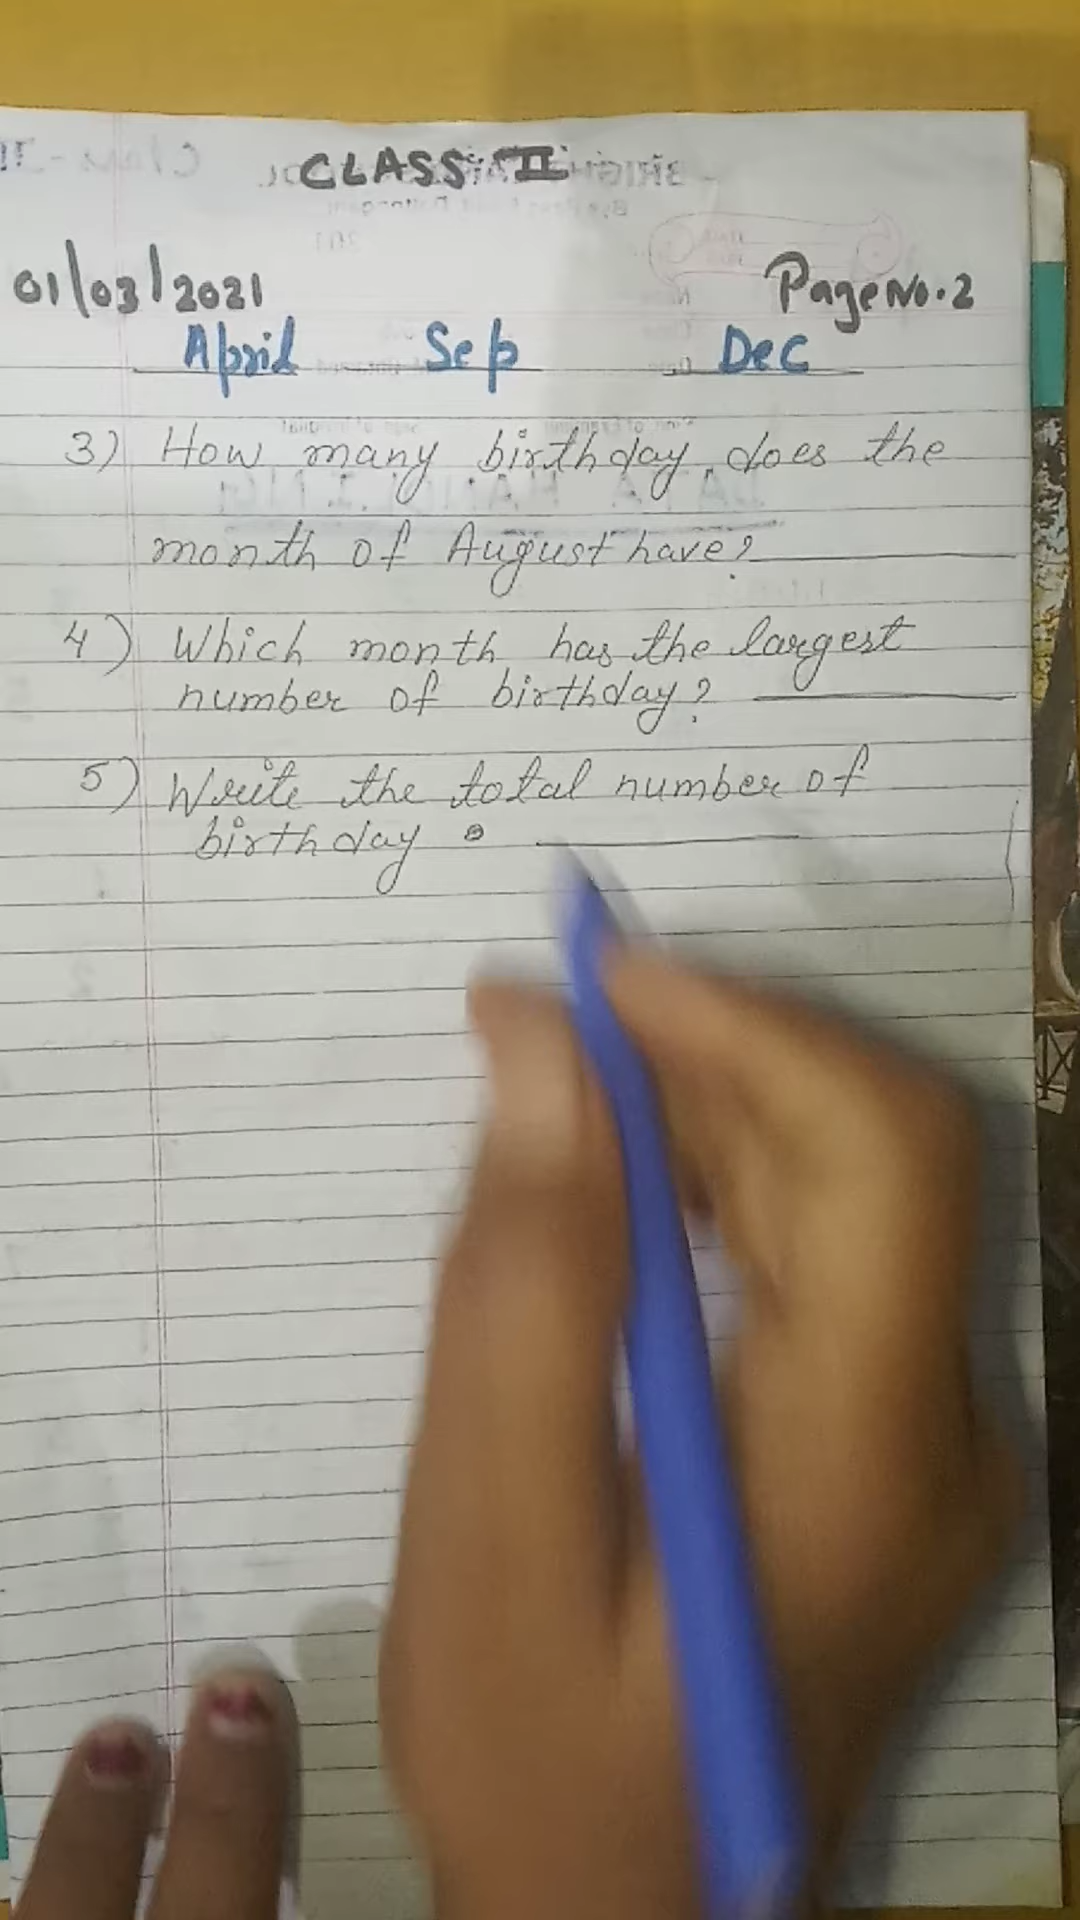 CLASS II
01/03/2021
Page No. 2
April Sep Dec
3) How many birthday does the
month of August have?
4) Which month has the largest
number of birthday?
5) Write the total number of
birthday